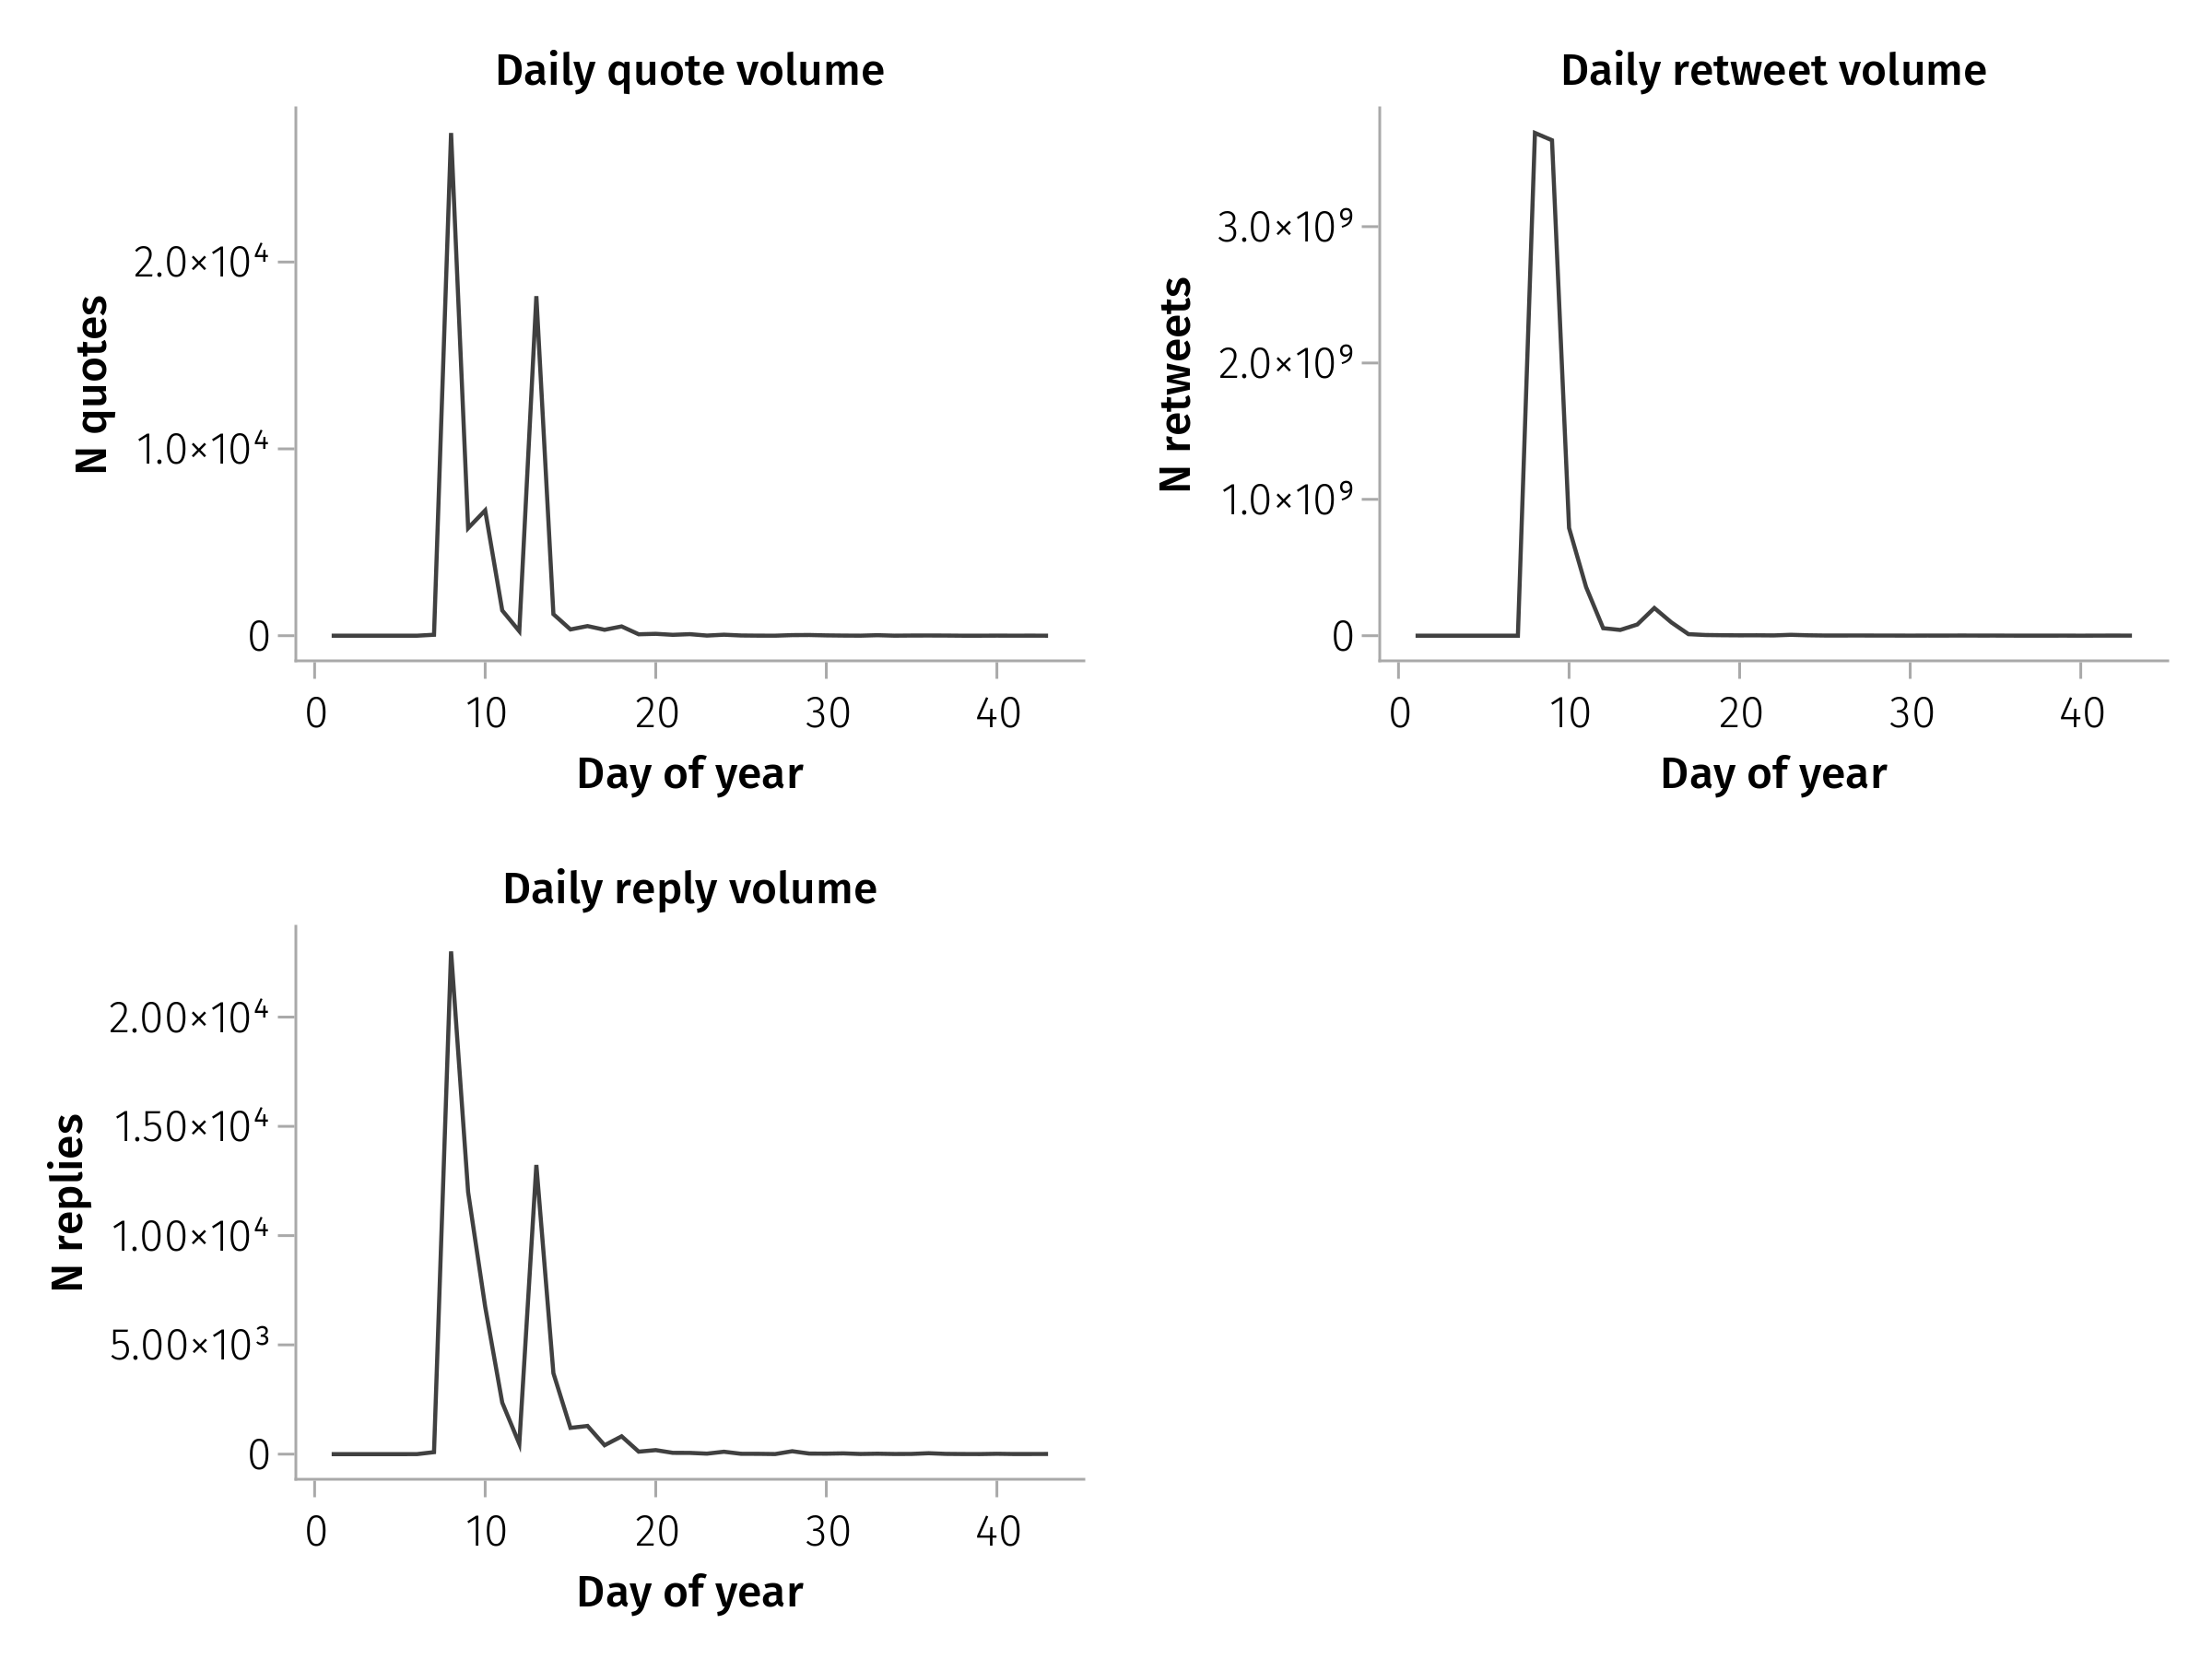 Daily quote volume
N quotes
2.0×10⁴
1.0×10⁴
0
0 10 20 30 40
Day of year
Daily retweet volume
N retweets
3.0×10⁹
2.0×10⁹
1.0×10⁹
0
0 10 20 30 40
Day of year
Daily reply volume
N replies
2.00×10⁴
1.50×10⁴
1.00×10⁴
5.00×10³
0
0 10 20 30 40
Day of year